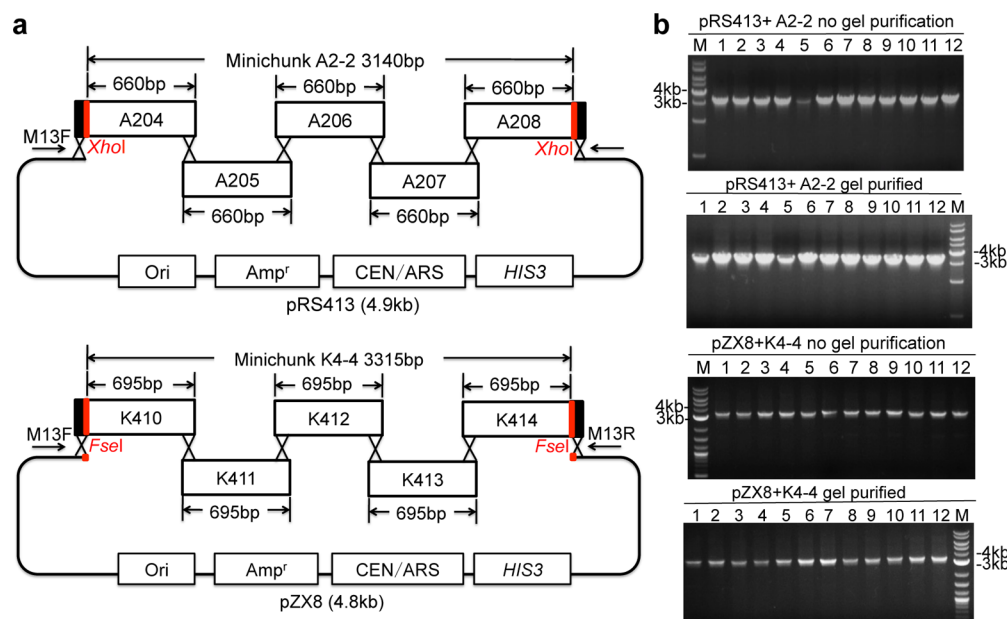 a
Minichunk A2-2 3140bp
660bp 660bp 660bp
A204 A206 A208
M13F XhoI XhoI
A205 A207
660bp 660bp
Ori Ampr CEN/ARS HIS3
pRS413 (4.9kb)
Minichunk K4-4 3315bp
695bp 695bp 695bp
K410 K412 K414
M13F FseI FseI M13R
K411 K413
695bp 695bp
Ori Ampr CEN/ARS HIS3
pZX8 (4.8kb)
b
pRS413+ A2-2 no gel purification
M 1 2 3 4 5 6 7 8 9 10 11 12
4kb-
3kb-
pRS413+ A2-2 gel purified
1 2 3 4 5 6 7 8 9 10 11 12 M
-4kb
-3kb
pZX8+K4-4 no gel purification
M 1 2 3 4 5 6 7 8 9 10 11 12
4kb-
3kb-
pZX8+K4-4 gel purified
1 2 3 4 5 6 7 8 9 10 11 12 M
-4kb
-3kb